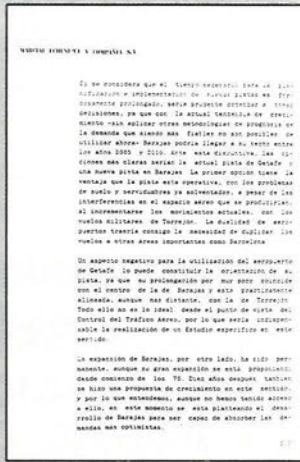 MARCIAL ECHENIQUE Y COMPAÑIA S.A.
Si se considera que el tiempo necesario para la
planificación e implementación de nuevas pistas es
prolongado, sería prudente
decisiones, ya que con la actual tendencia de creci-
miento -sin aplicar otras metodologías de prognosis de
la demanda que siendo más fiables no son posibles de
utilizar ahora- Barajas podría llegar a su techo entre
los años 2005 y 2010. Ante esta disyuntiva, las op-
ciones más claras serían la actual pista de Getafe y
una nueva pista en Barajas. La primera opción tiene la
ventaja que la pista está operativa, con los problemas
de suelo y servidumbres ya solventados, a pesar de las
interferencias en el espacio aéreo que se producirían,
al incrementarse los movimientos actuales, con los
vuelos militares de Torrejón. La dualidad de aero-
puertos traería consigo la necesidad de duplicar los
vuelos a otras áreas importantes como Barcelona
Un aspecto negativo para la utilización del aeropuerto
de Getafe lo puede constituir la orientación de su
pista, ya que su prolongación por muy poco coincide
con el centro de la de Barajas y está prácticamente
alineada, aunque más distante, con la de Torrejón
Todo ello no es lo ideal desde el punto de vista del
Control del Tráfico Aéreo, por lo que sería indispen-
sable la realización de un Estudio específico en este
sentido.
La expansión de Barajas, por otro lado, ha sido per-
manente, aunque su gran expansión se está propiciando
desde comienzo de los 70. Diez años después también
se hizo una propuesta de crecimiento en este sentido,
y por lo que entendemos, aunque no hemos tenido acceso
a ello, en este momento se está planteando el desa-
rrollo de Barajas para ser capaz de absorber las de-
mandas más optimistas.